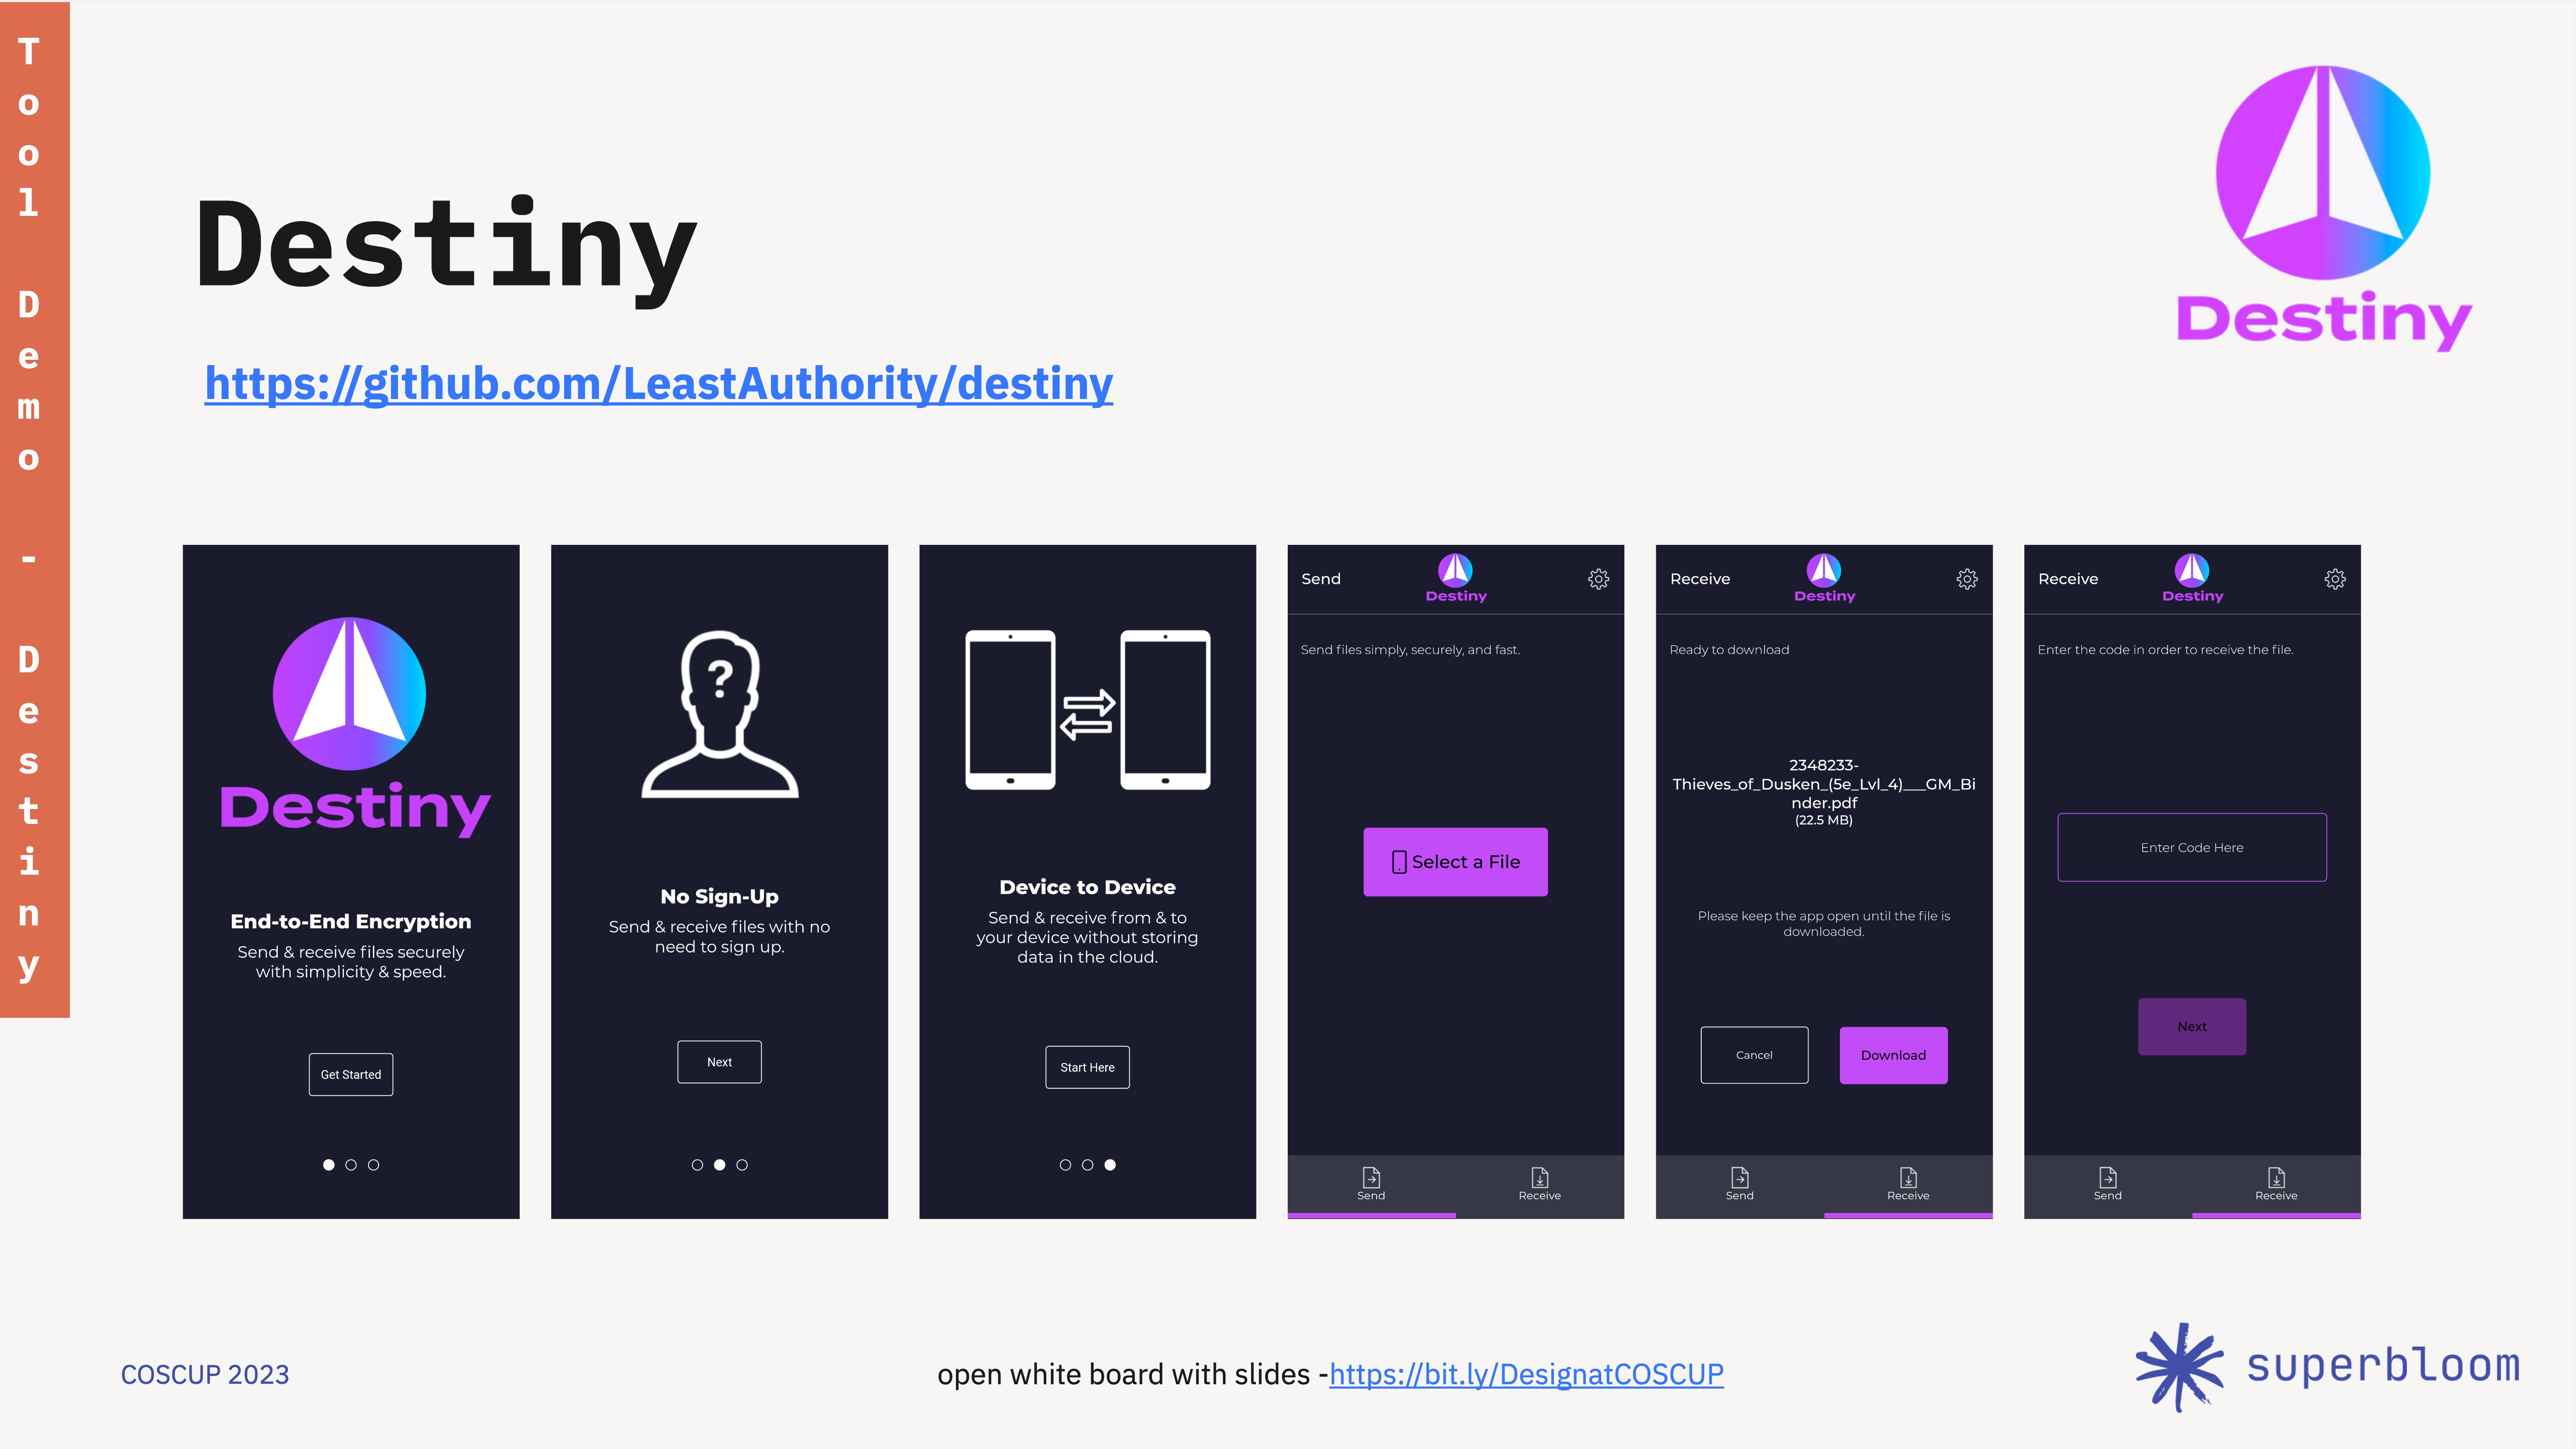 Tool Demo - Destiny
Destiny
Destiny
https://github.com/LeastAuthority/destiny
Destiny
End-to-End Encryption
Send & receive files securely
with simplicity & speed.
Get Started
?
No Sign-Up
Send & receive files with no
need to sign up.
Next
Device to Device
Send & receive from & to
your device without storing
data in the cloud.
Start Here
Send
Destiny
Send files simply, securely, and fast.
Select a File
Send
Receive
Receive
Destiny
Ready to download
2348233-
Thieves_of_Dusken_(5e_Lvl_4)___GM_Bi
nder.pdf
(22.5 MB)
Please keep the app open until the file is
downloaded.
Cancel
Download
Send
Receive
Receive
Destiny
Enter the code in order to receive the file.
Enter Code Here
Next
Send
Receive
COSCUP 2023
open white board with slides -https://bit.ly/DesignatCOSCUP
superbloom